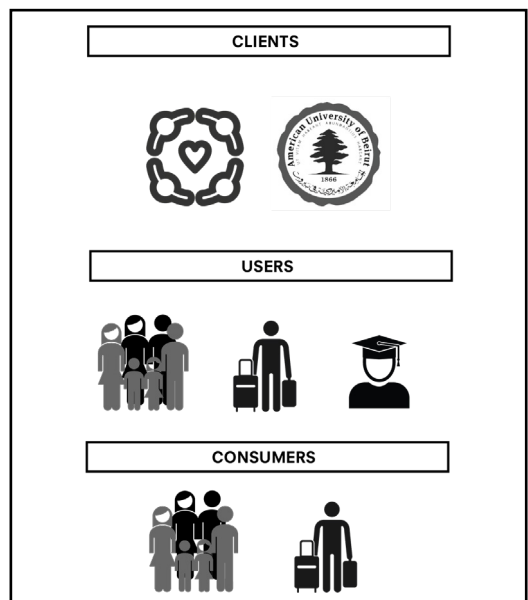 CLIENTS
American University of Beirut
1866
USERS
CONSUMERS